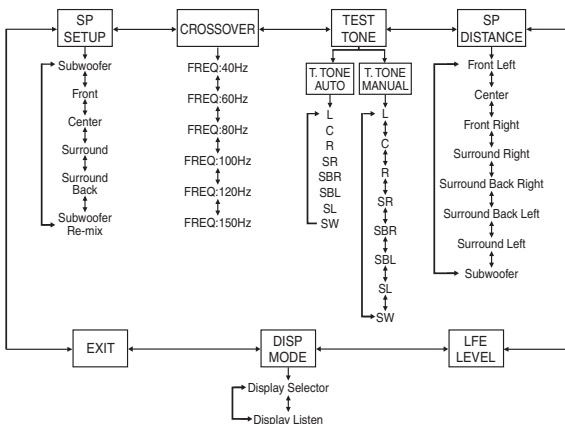 SP
SETUP
CROSSOVER
TEST
TONE
SP
DISTANCE
Subwoofer
Front
Center
Surround
Surround
Back
Subwoofer
Re-mix
FREQ:40Hz
FREQ:60Hz
FREQ:80Hz
FREQ:100Hz
FREQ:120Hz
FREQ:150Hz
T. TONE
AUTO
L
C
R
SR
SBR
SBL
SL
SW
T. TONE
MANUAL
L
C
R
SR
SBR
SBL
SL
SW
Front Left
Center
Front Right
Surround Right
Surround Back Right
Surround Back Left
Surround Left
Subwoofer
EXIT
DISP
MODE
LFE
LEVEL
Display Selector
Display Listen